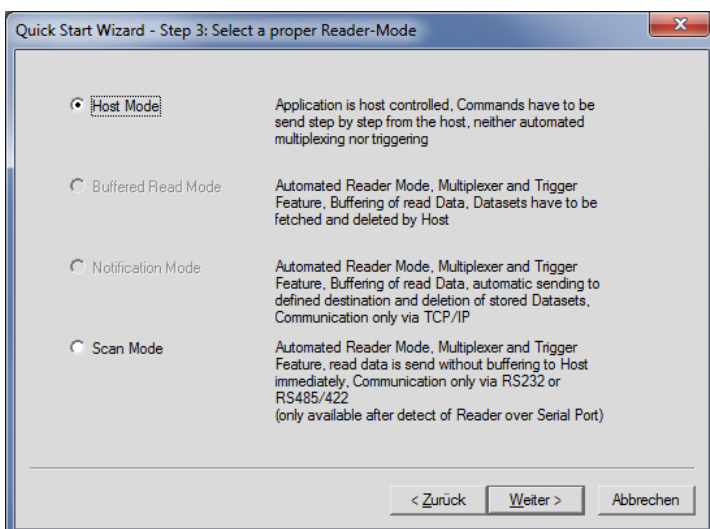 Quick Start Wizard - Step 3: Select a proper Reader-Mode
Host Mode
Application is host controlled, Commands have to be
send step by step from the host, neither automated
multiplexing nor triggering
Buffered Read Mode
Automated Reader Mode, Multiplexer and Trigger
Feature, Buffering of read Data, Datasets have to be
fetched and deleted by Host
Notification Mode
Automated Reader Mode, Multiplexer and Trigger
Feature, Buffering of read Data, automatic sending to
defined destination and deletion of stored Datasets,
Communication only via TCP/IP
Scan Mode
Automated Reader Mode, Multiplexer and Trigger
Feature, read data is send without buffering to Host
immediately, Communication only via RS232 or
RS485/422
(only available after detect of Reader over Serial Port)
< Zurück
Weiter >
Abbrechen